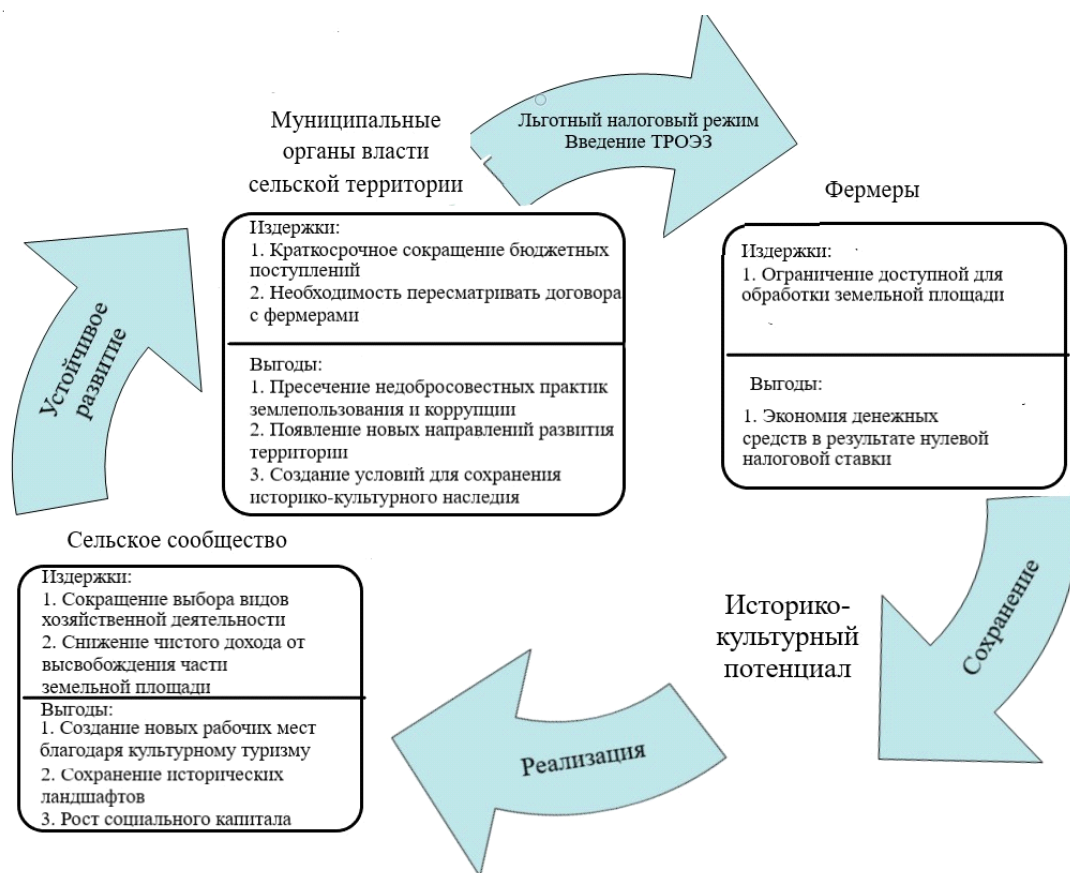 Льготный налоговый режим
Введение ТРОЭЗ
Муниципальные
органы власти
сельской территории
Издержки:
1. Краткосрочное сокращение бюджетных
поступлений
2. Необходимость пересматривать договора
с фермерами
Выгоды:
1. Пресечение недобросовестных практик
землепользования и коррупции
2. Появление новых направлений развития
территории
3. Создание условий для сохранения
историко-культурного наследия
Фермеры
Издержки:
1. Ограничение доступной для
обработки земельной площади
Выгоды:
1. Экономия денежных
средств в результате нулевой
налоговой ставки
Сохранение
Историко-
культурный
потенциал
Реализация
Сельское сообщество
Издержки:
1. Сокращение выбора видов
хозяйственной деятельности
2. Снижение чистого дохода от
высвобождения части
земельной площади
Выгоды:
1. Создание новых рабочих мест
благодаря культурному туризму
2. Сохранение исторических
ландшафтов
3. Рост социального капитала
Устойчивое
развитие